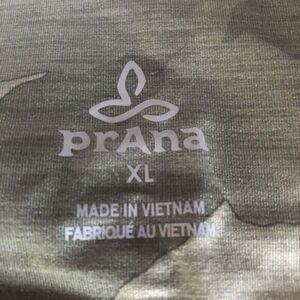 prAna
XL
MADE IN VIETNAM
FABRIQUÉ AU VIETNAM